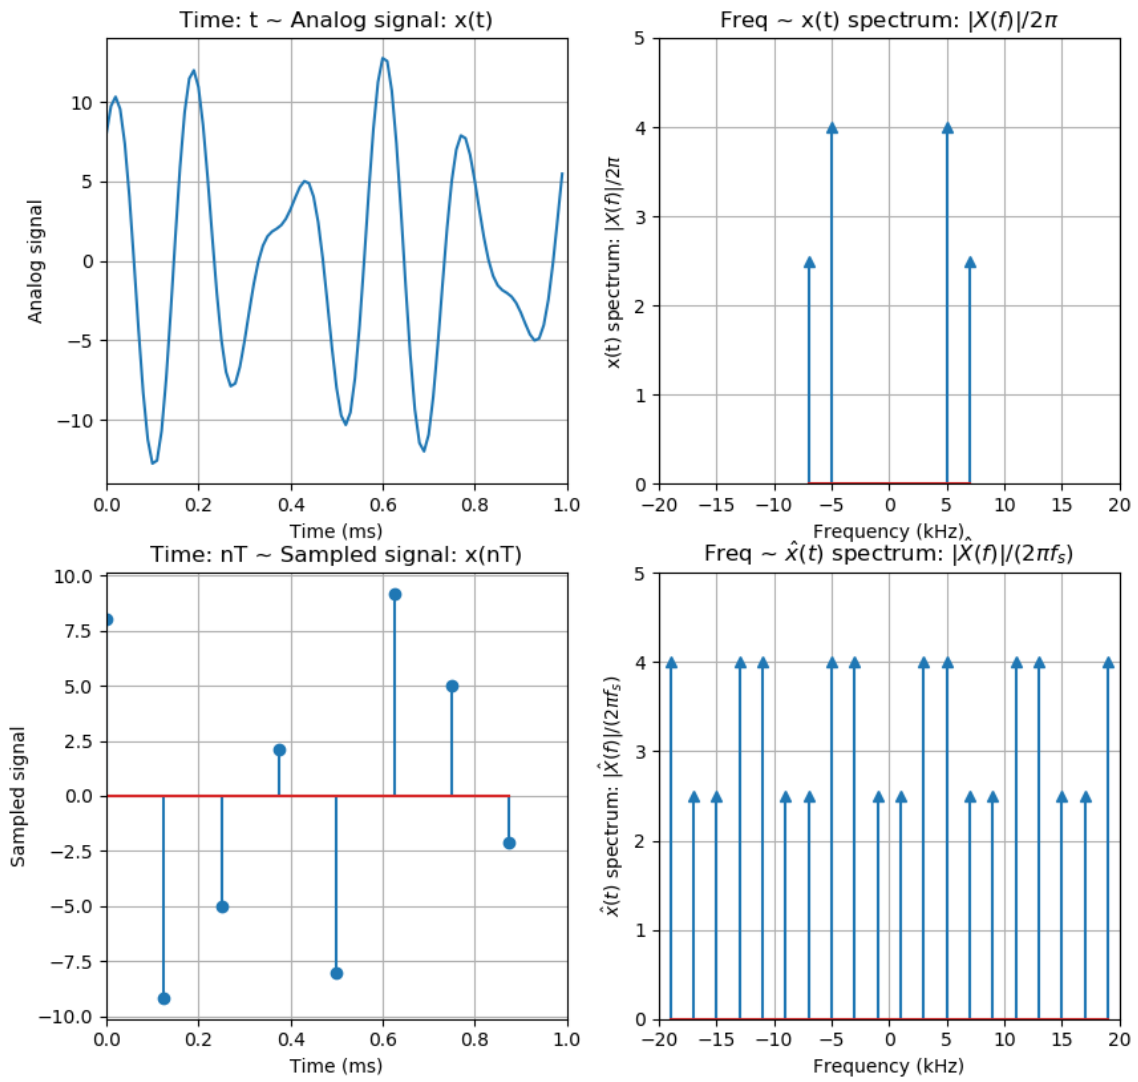 Time: t ~ Analog signal: x(t)
Analog signal
10
5
0
−5
−10
0.0 0.2 0.4 0.6 0.8 1.0
Time (ms)
Freq ~ x(t) spectrum: |X(f)|/2π
x(t) spectrum: |X(f)|/2π
5
4
3
2
1
0
−20 −15 −10 −5 0 5 10 15 20
Frequency (kHz)
Time: nT ~ Sampled signal: x(nT)
Sampled signal
10.0
7.5
5.0
2.5
0.0
−2.5
−5.0
−7.5
−10.0
0.0 0.2 0.4 0.6 0.8 1.0
Time (ms)
Freq ~ x̂(t) spectrum: |X̂(f)|/(2πfₛ)
x̂(t) spectrum: |X̂(f)|/(2πfₛ)
5
4
3
2
1
0
−20 −15 −10 −5 0 5 10 15 20
Frequency (kHz)